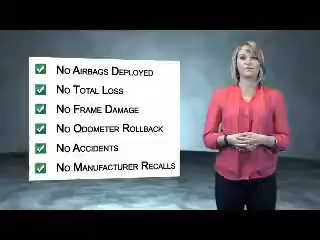 No Airbags Deployed
No Total Loss
No Frame Damage
No Odometer Rollback
No Accidents
No Manufacturer Recalls